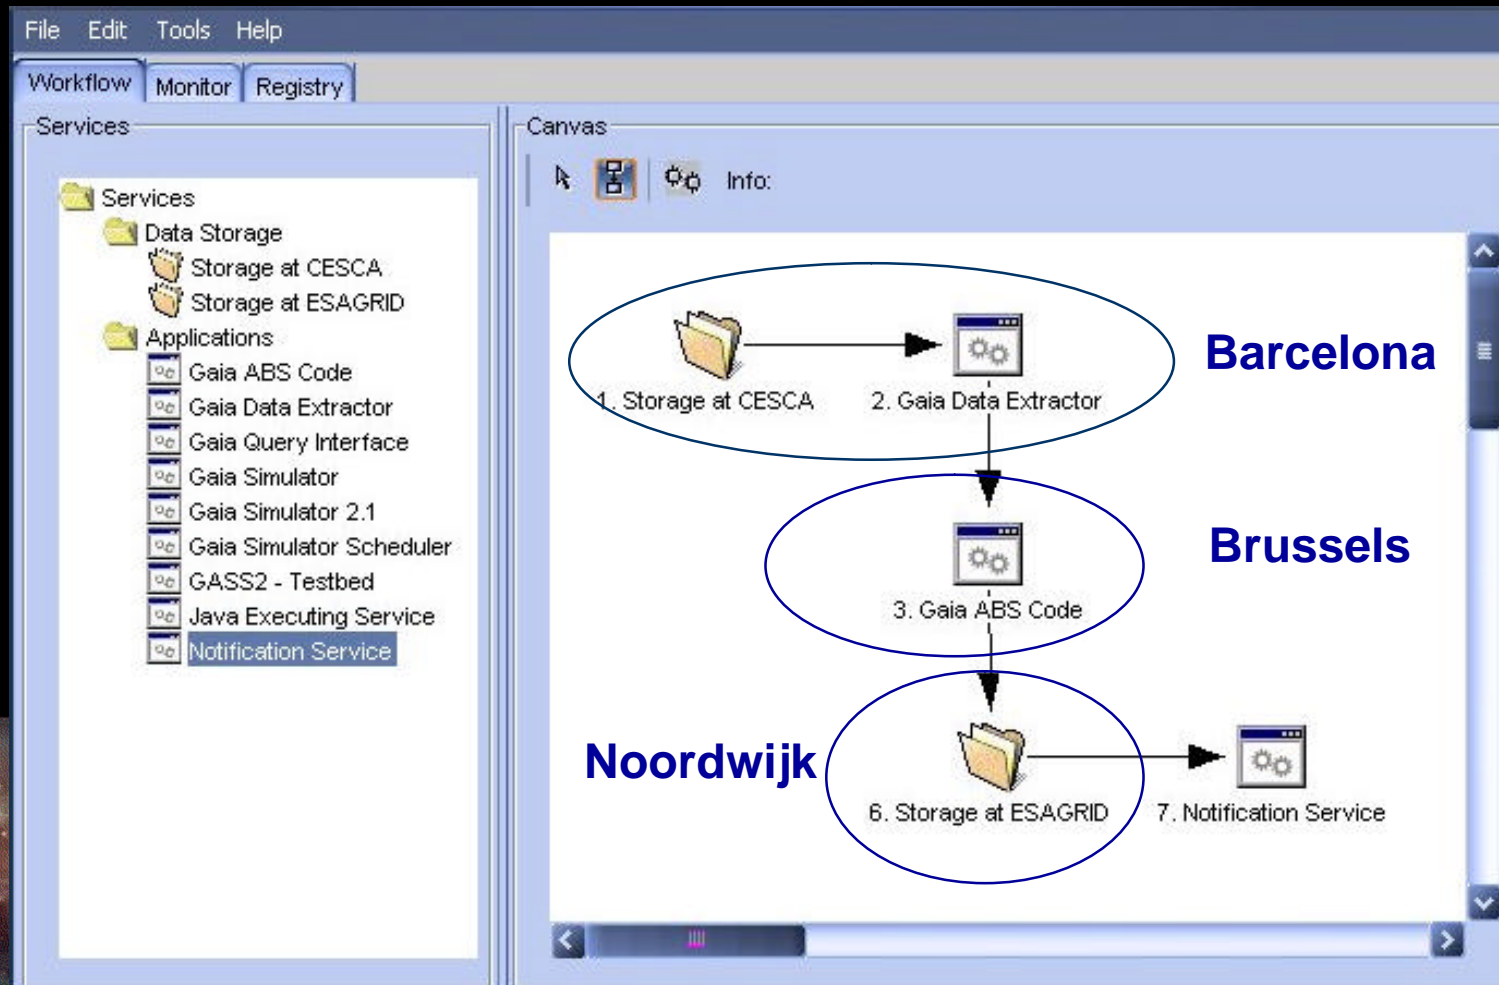 File Edit Tools Help
Workflow Monitor Registry
Services
Services
Data Storage
Storage at CESCA
Storage at ESAGRID
Applications
Gaia ABS Code
Gaia Data Extractor
Gaia Query Interface
Gaia Simulator
Gaia Simulator 2.1
Gaia Simulator Scheduler
GASS2 - Testbed
Java Executing Service
Notification Service
Canvas
Info:
Barcelona
1. Storage at CESCA
2. Gaia Data Extractor
Brussels
3. Gaia ABS Code
Noordwijk
6. Storage at ESAGRID
7. Notification Service